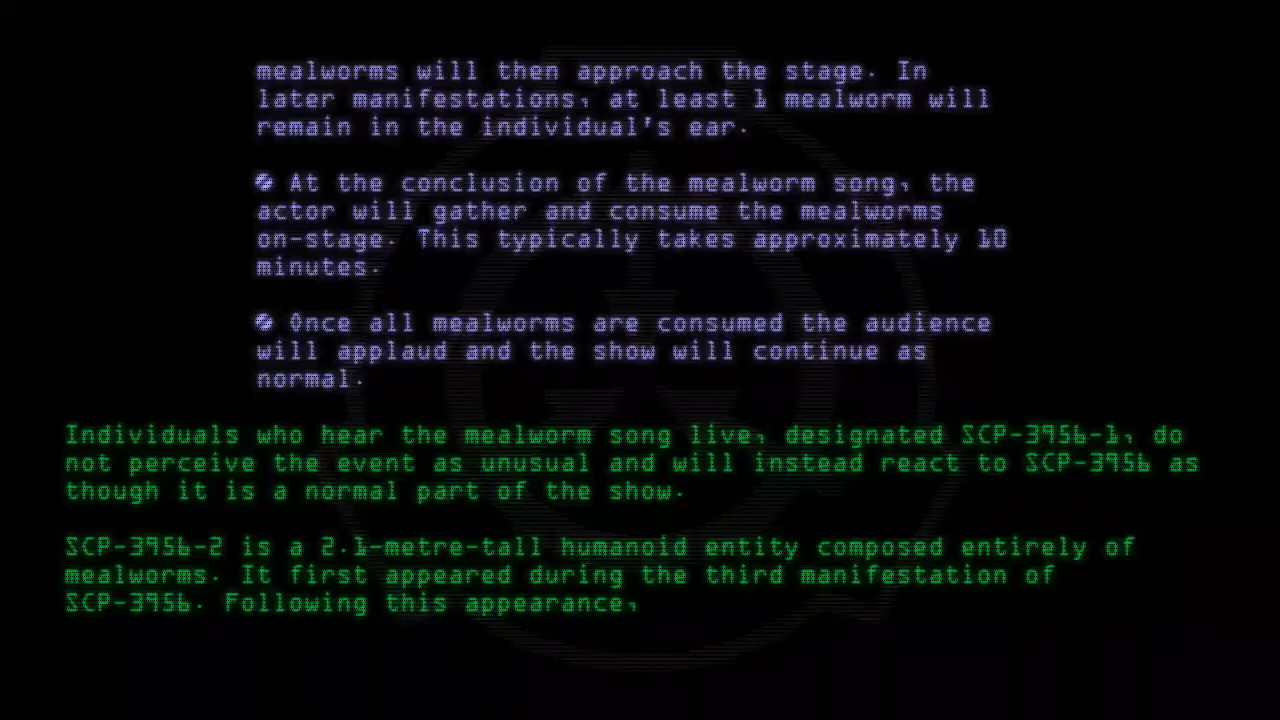 mealworms will then approach the stage. In
later manifestations, at least 1 mealworm will
remain in the individual's ear.
• At the conclusion of the mealworm song, the
actor will gather and consume the mealworms
on-stage. This typically takes approximately 10
minutes.
• Once all mealworms are consumed the audience
will applaud and the show will continue as
normal.
Individuals who hear the mealworm song live, designated SCP-3956-1, do
not perceive the event as unusual and will instead react to SCP-3956 as
though it is a normal part of the show.
SCP-3956-2 is a 2.1-metre-tall humanoid entity composed entirely of
mealworms. It first appeared during the third manifestation of
SCP-3956. Following this appearance,